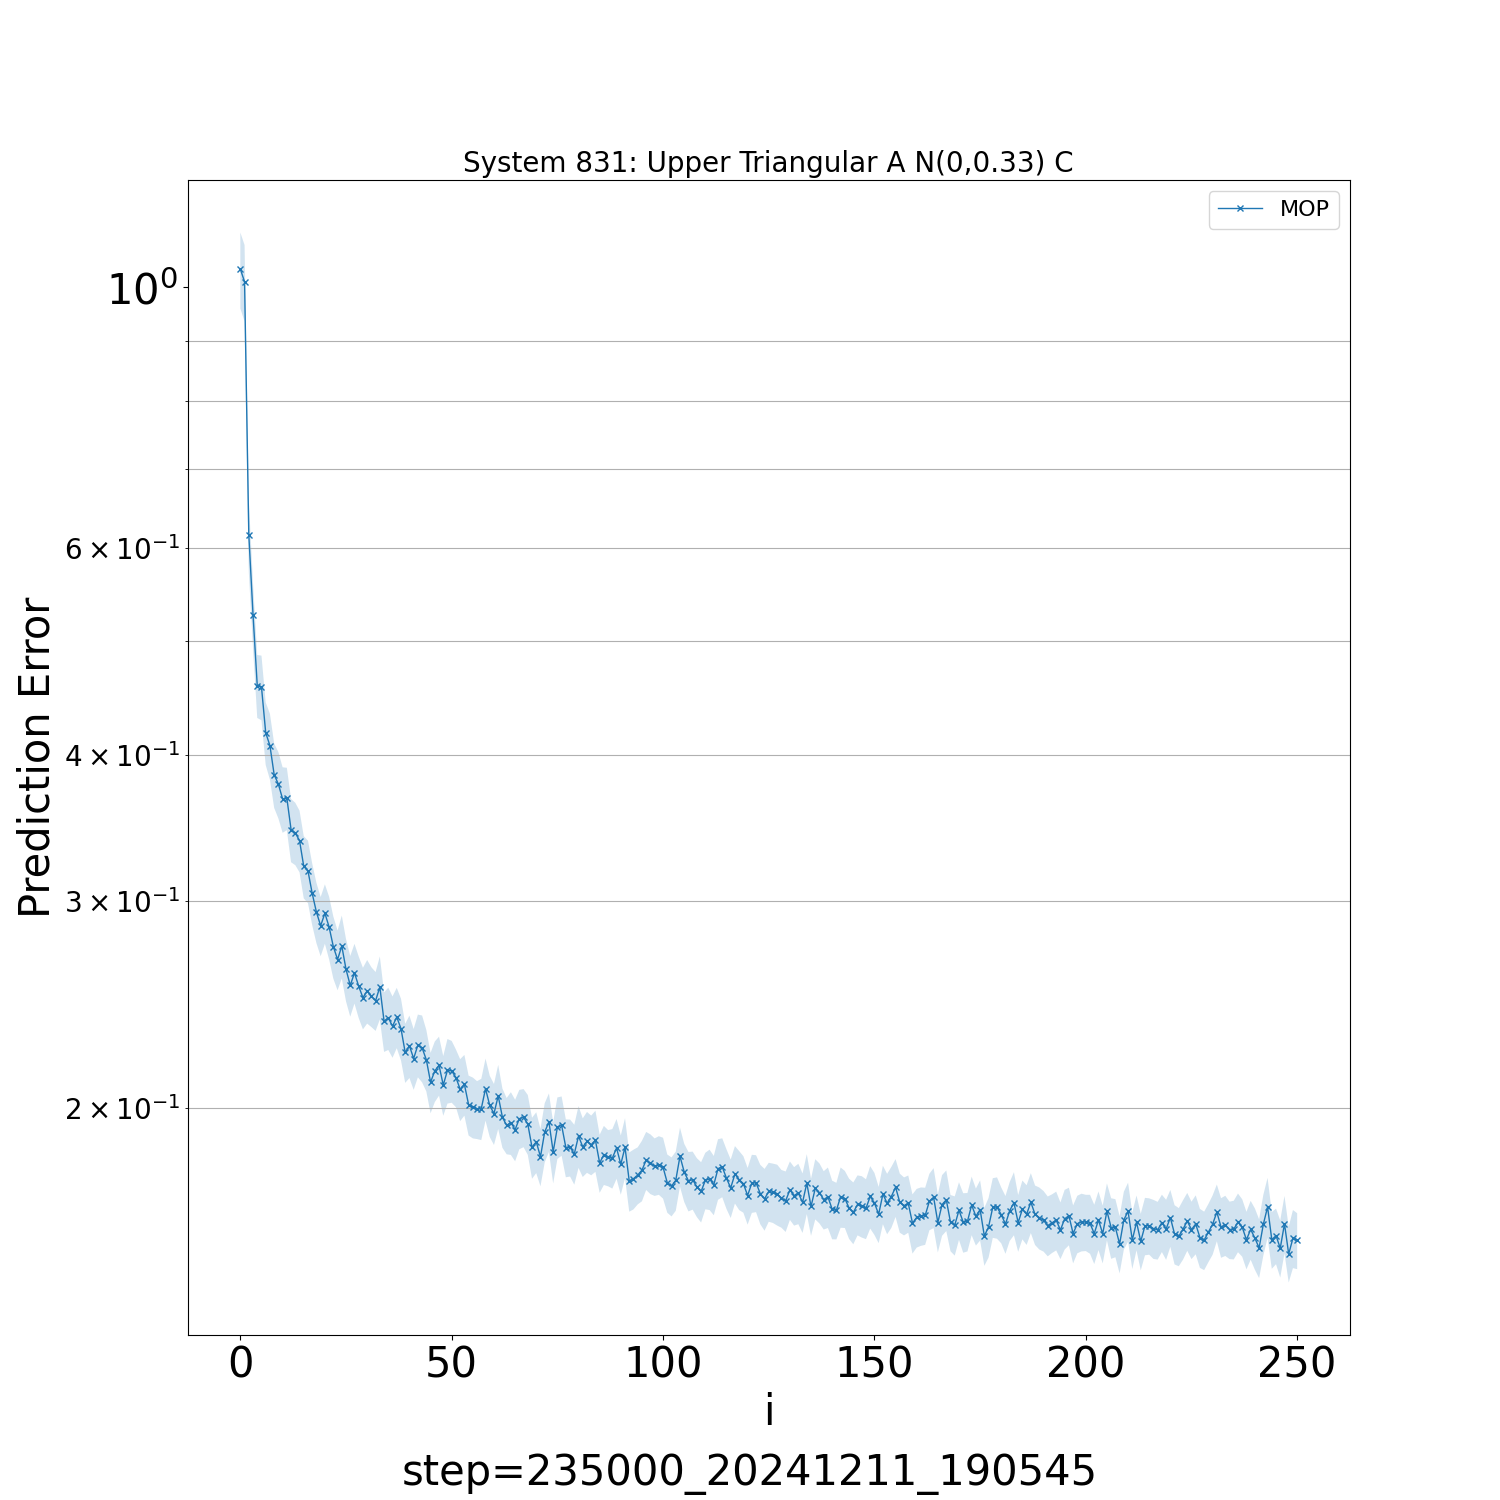 System 831: Upper Triangular A N(0,0.33) C
MOP
10⁰
6 × 10⁻¹
4 × 10⁻¹
3 × 10⁻¹
2 × 10⁻¹
Prediction Error
0 50 100 150 200 250
i
step=235000_20241211_190545